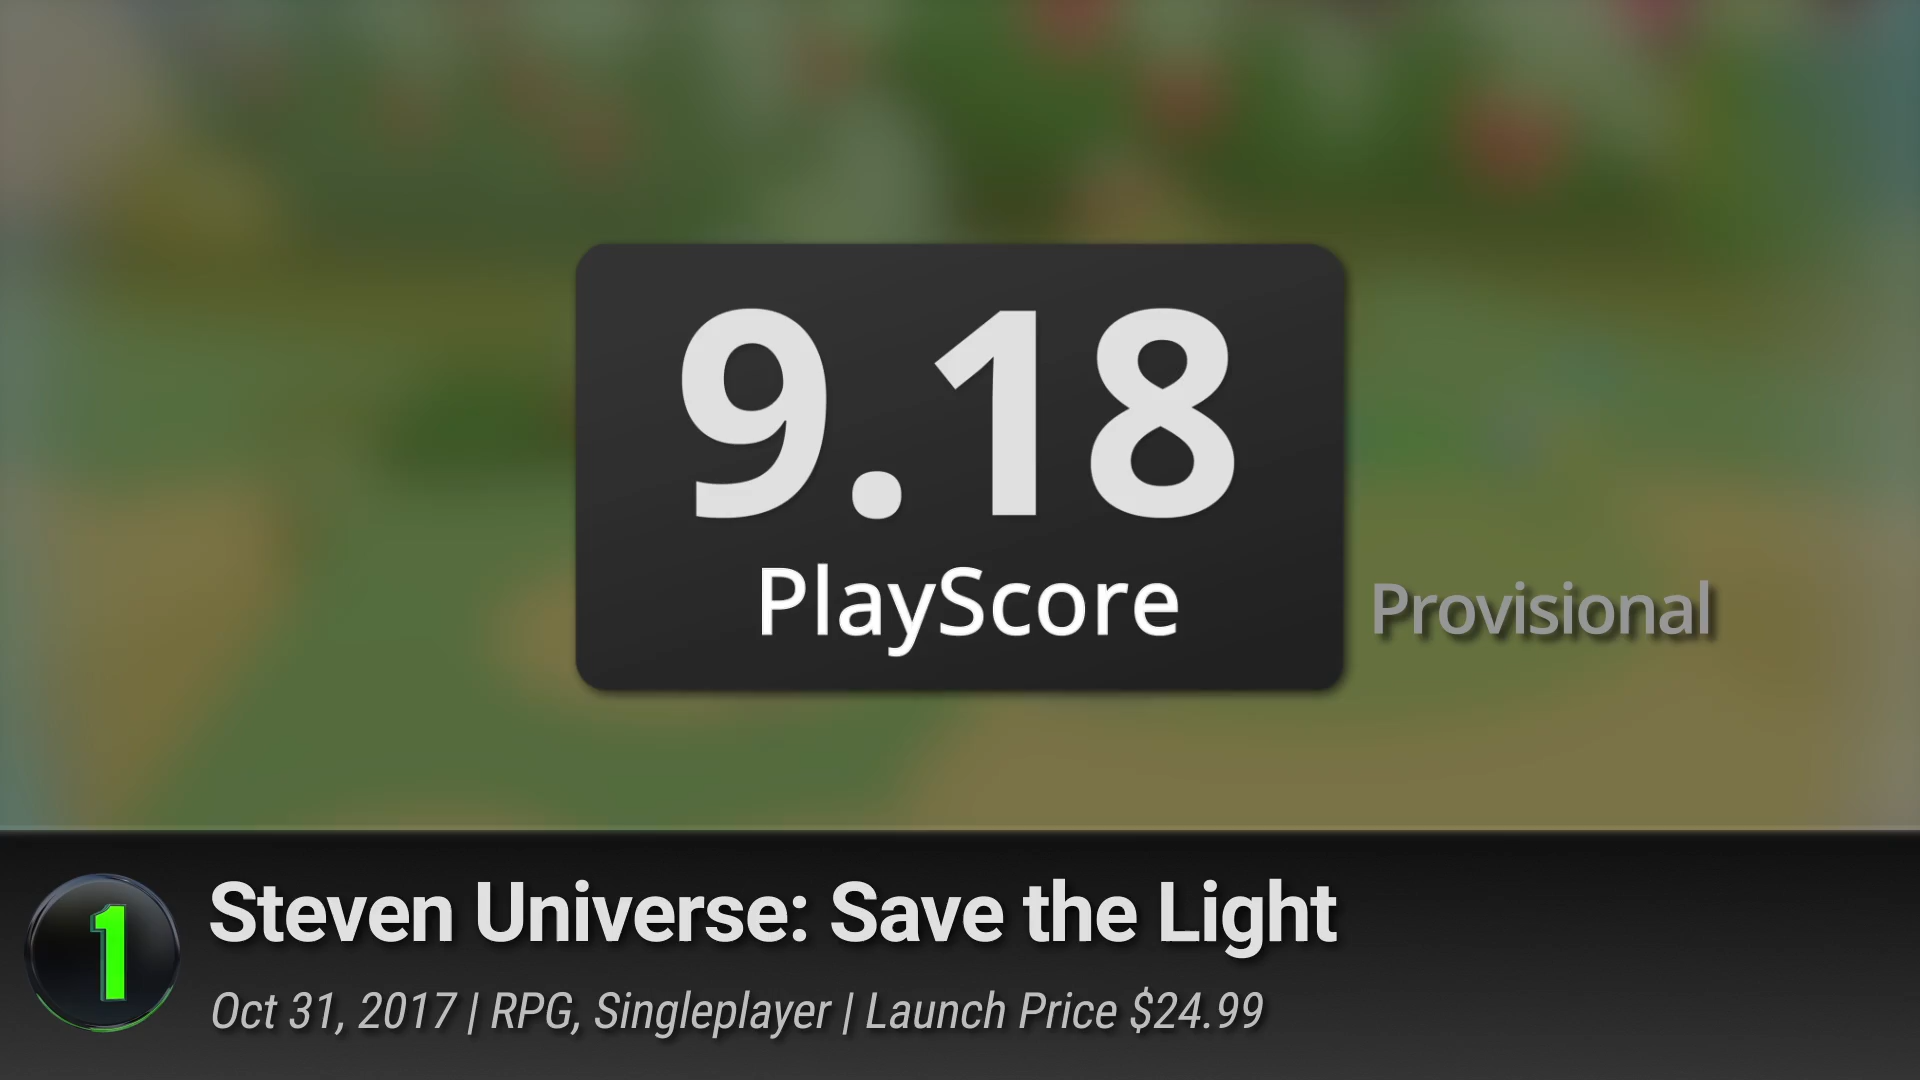 9.18
PlayScore
Provisional
1
Steven Universe: Save the Light
Oct 31, 2017 | RPG, Singleplayer | Launch Price $24.99